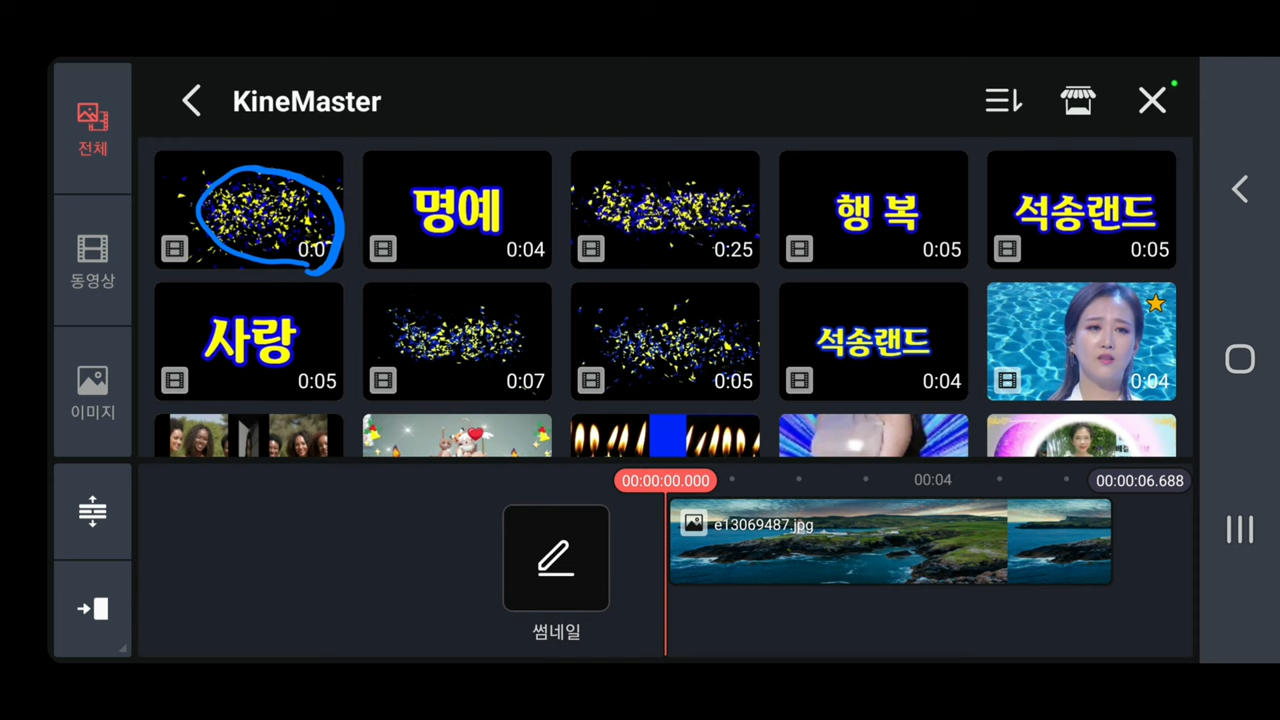 KineMaster
전체
명예
0:04
0:25
행 복
0:05
석송랜드
0:05
동영상
사랑
0:05
0:07
0:05
석송랜드
0:04
0:04
이미지
00:00:00.000
00:04
00:00:06.688
e13069487.jpg
썸네일